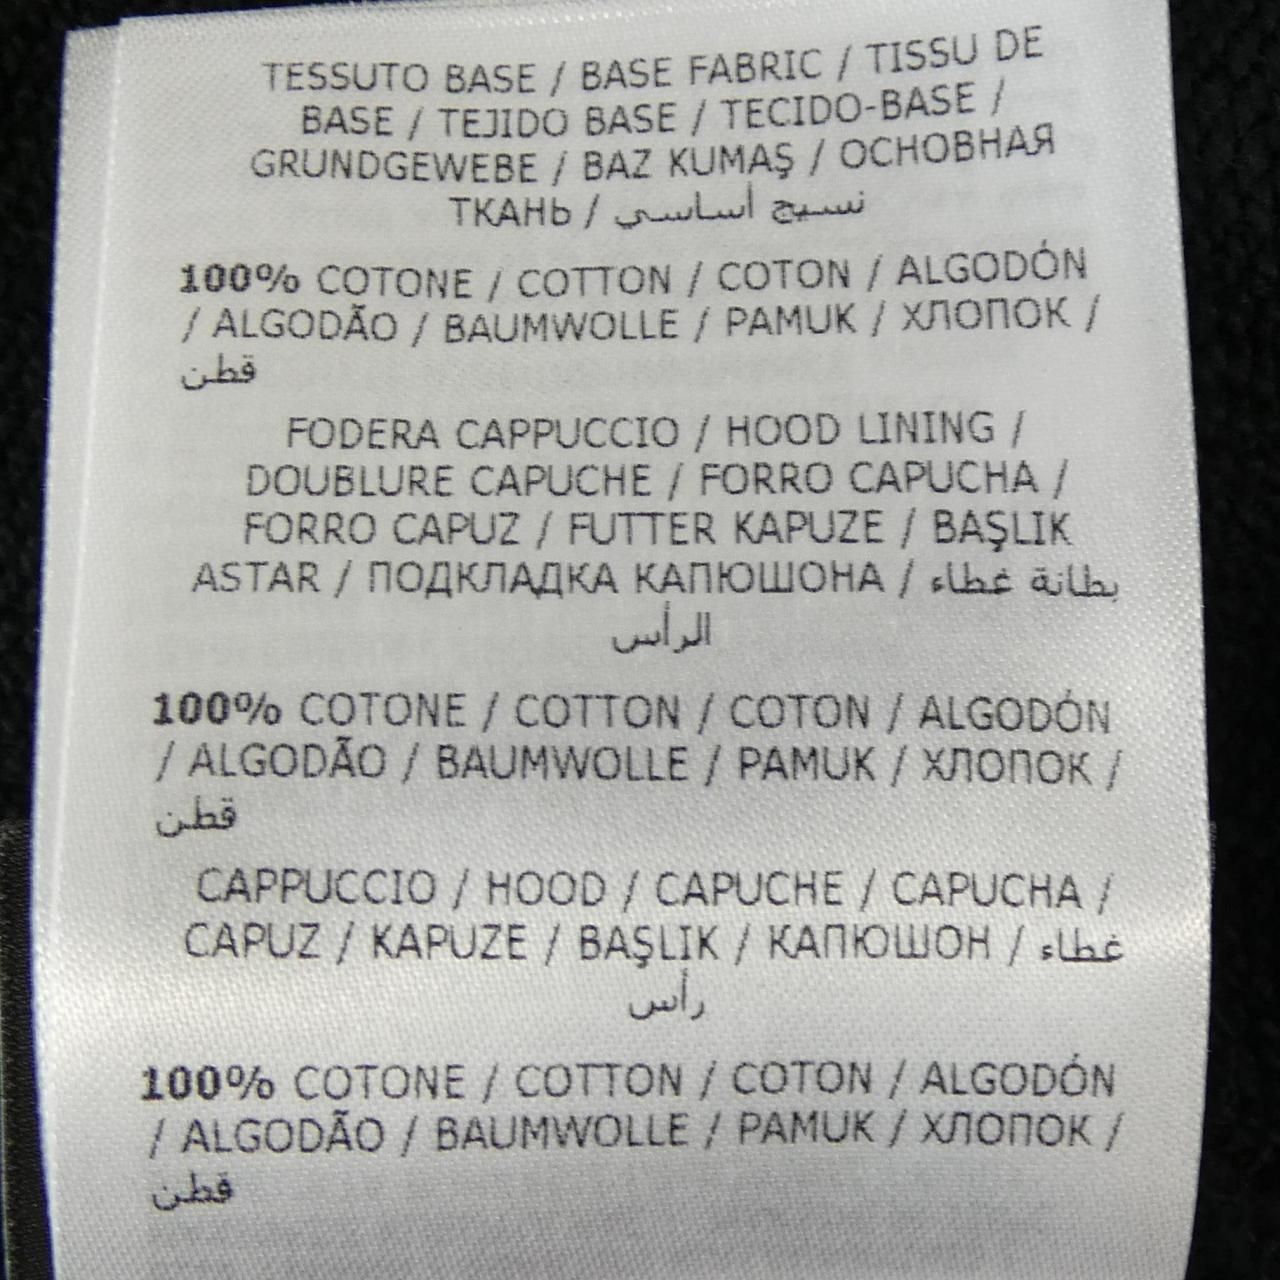 TESSUTO BASE / BASE FABRIC / TISSU DE
BASE / TEJIDO BASE / TECIDO-BASE /
GRUNDGEWEBE / BAZ KUMAŞ / ОСНОВНАЯ
ТКАНЬ / نسيج أساسي
100% COTONE / COTTON / COTON / ALGODÓN
/ ALGODÃO / BAUMWOLLE / PAMUK / ХЛОПОК /
قطن
FODERA CAPPUCCIO / HOOD LINING /
DOUBLURE CAPUCHE / FORRO CAPUCHA /
FORRO CAPUZ / FUTTER KAPUZE / BAŞLIK
ASTAR / ПОДКЛАДКА КАПЮШОНА / بطانة غطاء
الرأس
100% COTONE / COTTON / COTON / ALGODÓN
/ ALGODÃO / BAUMWOLLE / PAMUK / ХЛОПОК /
قطن
CAPPUCCIO / HOOD / CAPUCHE / CAPUCHA /
CAPUZ / KAPUZE / BAŞLIK / КАПЮШОН / غطاء
رأس
100% COTONE / COTTON / COTON / ALGODÓN
/ ALGODÃO / BAUMWOLLE / PAMUK / ХЛОПОК /
قطن